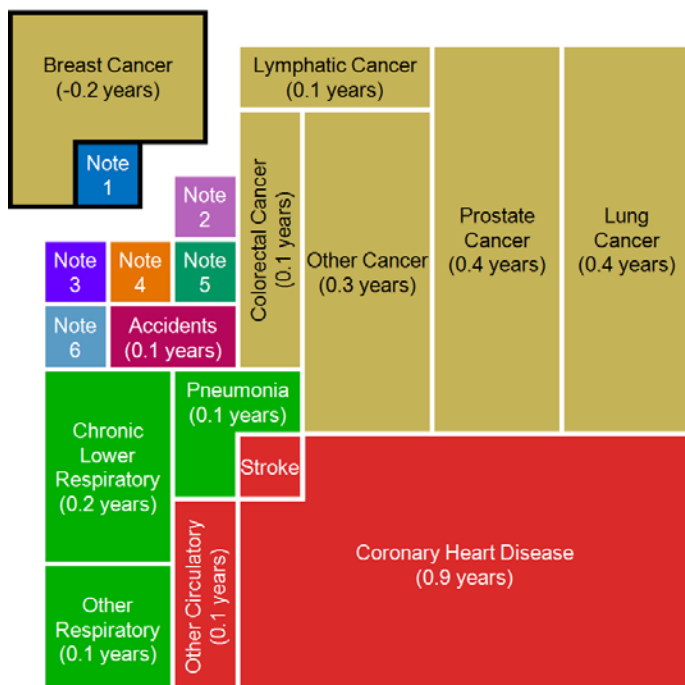 Breast Cancer
(-0.2 years)
Note
1
Lymphatic Cancer
(0.1 years)
Note
2
Colorectal Cancer
(0.1 years)
Other Cancer
(0.3 years)
Prostate
Cancer
(0.4 years)
Lung
Cancer
(0.4 years)
Note
3
Note
4
Note
5
Note
6
Accidents
(0.1 years)
Pneumonia
(0.1 years)
Chronic
Lower
Respiratory
(0.2 years)
Stroke
Other Circulatory
(0.1 years)
Coronary Heart Disease
(0.9 years)
Other
Respiratory
(0.1 years)